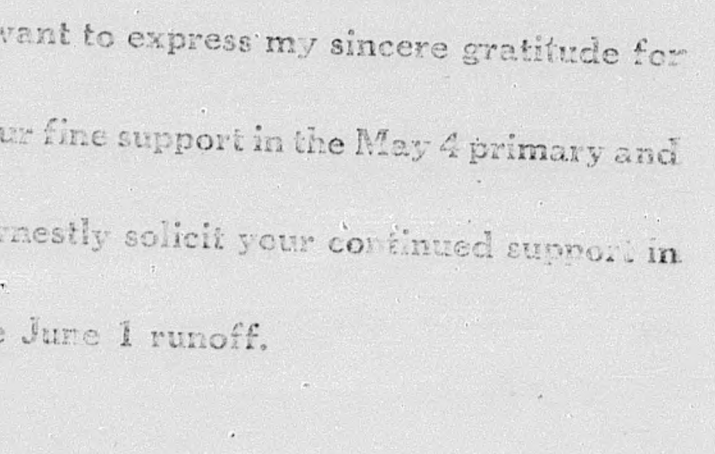 want to express my sincere gratitude for
ur fine support in the May 4 primary and
rnestly solicit your continued support in
e June 1 runoff.